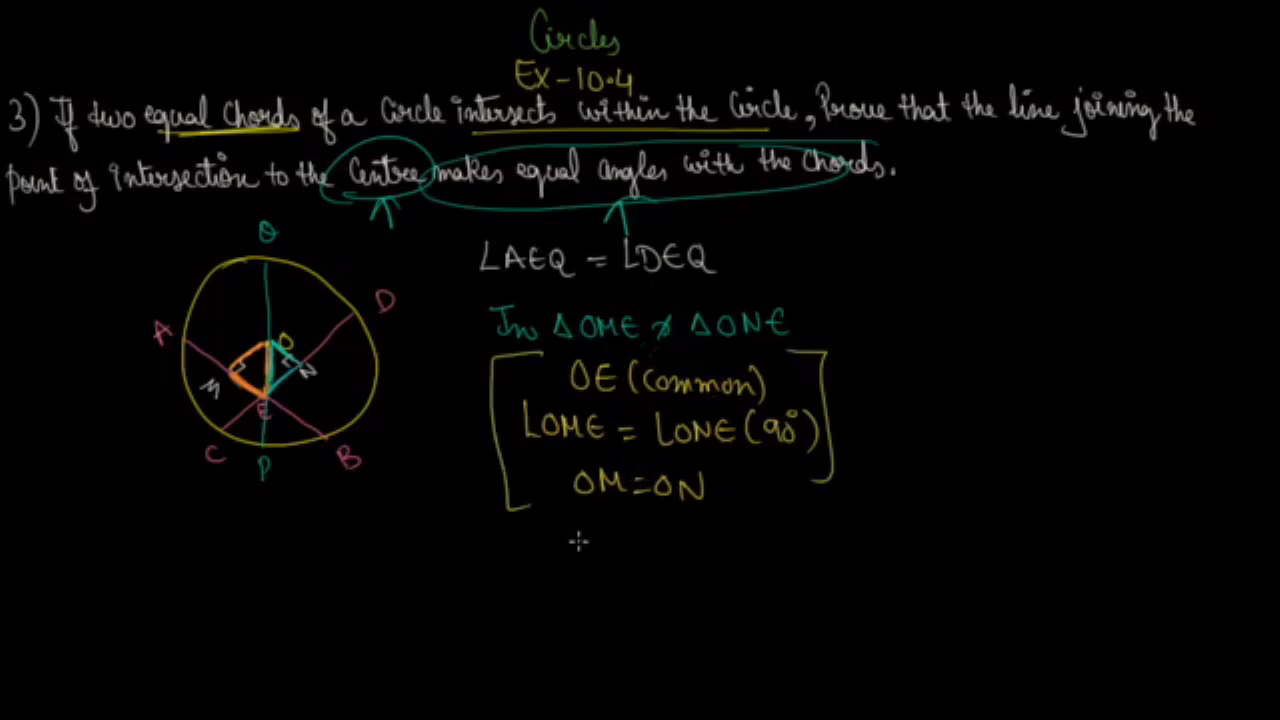 Circles
Ex-10.4
3) If two equal chords of a circle intersects within the circle, Prove that the line joining the
point of intersection to the Centre makes equal angles with the chords.
Q
∠AEQ = ∠DEQ
D
In △OME & △ONE
A
O
M
N
OE (common)
E
∠OME = ∠ONE (90°)
C
P
B
OM = ON